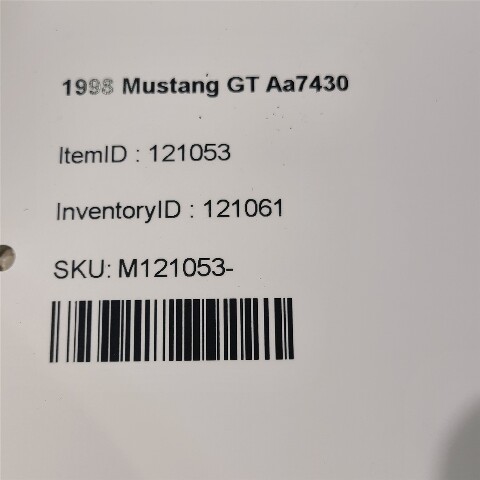 1998 Mustang GT Aa7430
ItemID : 121053
InventoryID : 121061
SKU: M121053-